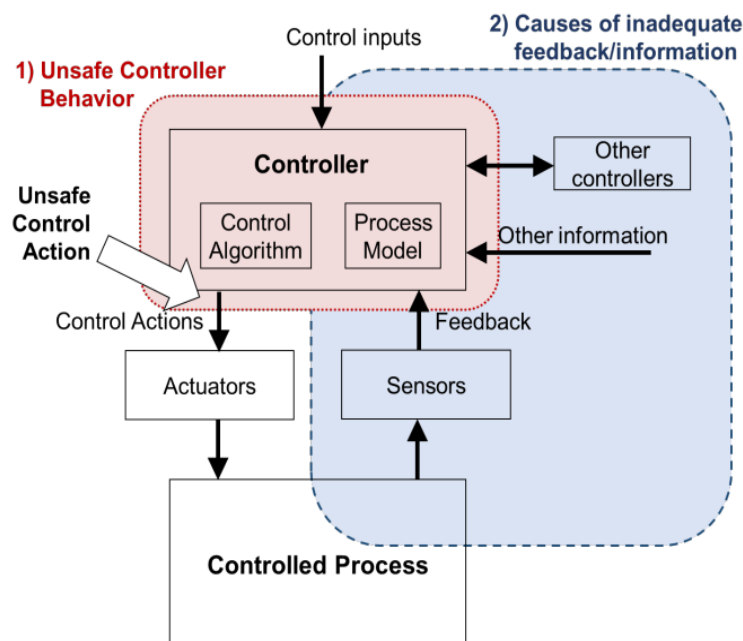 Control inputs
2) Causes of inadequate
feedback/information
1) Unsafe Controller
Behavior
Controller
Other
controllers
Unsafe
Control
Action
Control
Algorithm
Process
Model
Other information
Control Actions
Feedback
Actuators
Sensors
Controlled Process